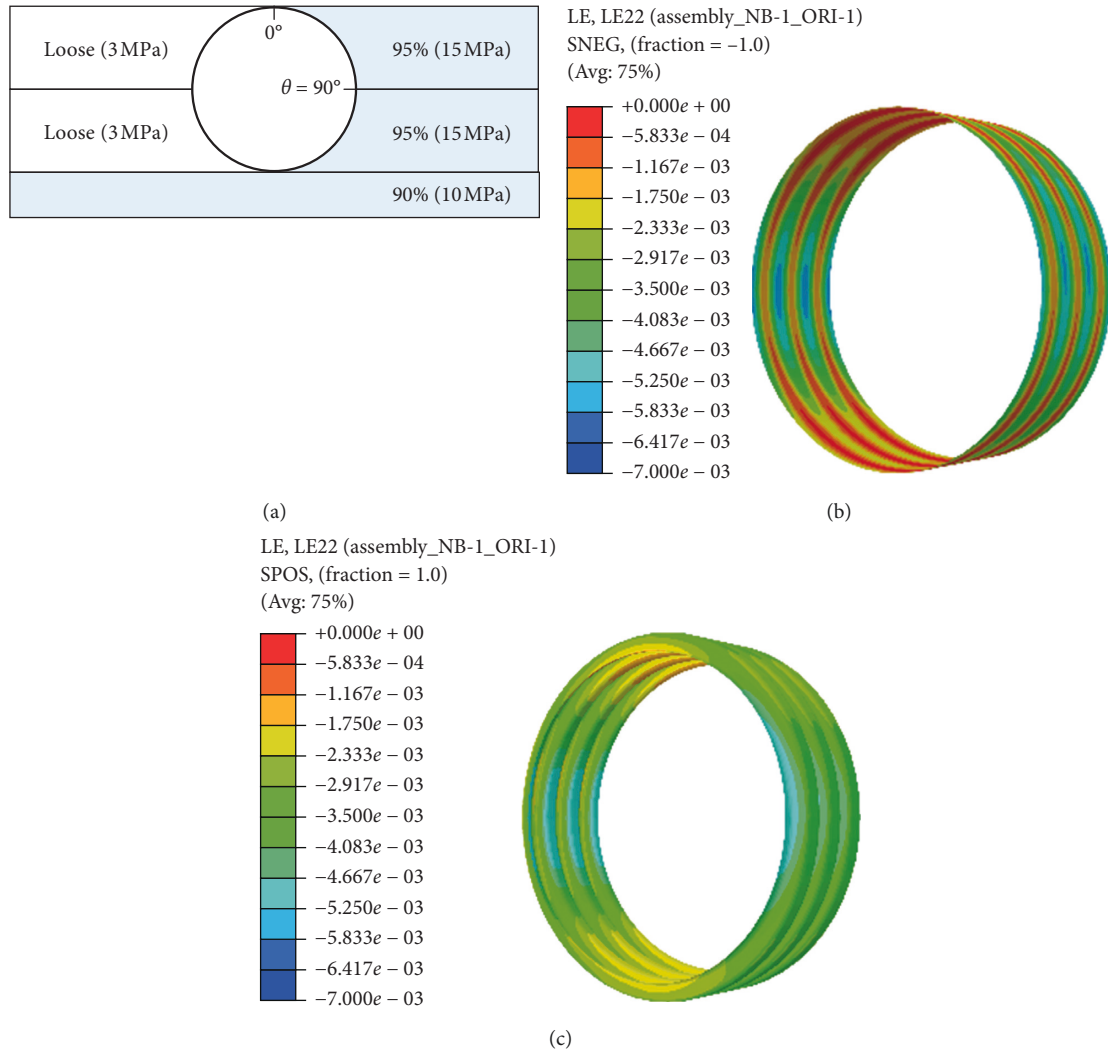 0°
Loose (3 MPa)
95% (15 MPa)
θ = 90°
Loose (3 MPa)
95% (15 MPa)
90% (10 MPa)
(a)
LE, LE22 (assembly_NB-1_ORI-1)
SNEG, (fraction = –1.0)
(Avg: 75%)
+0.000e + 00
–5.833e – 04
–1.167e – 03
–1.750e – 03
–2.333e – 03
–2.917e – 03
–3.500e – 03
–4.083e – 03
–4.667e – 03
–5.250e – 03
–5.833e – 03
–6.417e – 03
–7.000e – 03
(b)
LE, LE22 (assembly_NB-1_ORI-1)
SPOS, (fraction = 1.0)
(Avg: 75%)
+0.000e + 00
–5.833e – 04
–1.167e – 03
–1.750e – 03
–2.333e – 03
–2.917e – 03
–3.500e – 03
–4.083e – 03
–4.667e – 03
–5.250e – 03
–5.833e – 03
–6.417e – 03
–7.000e – 03
(c)